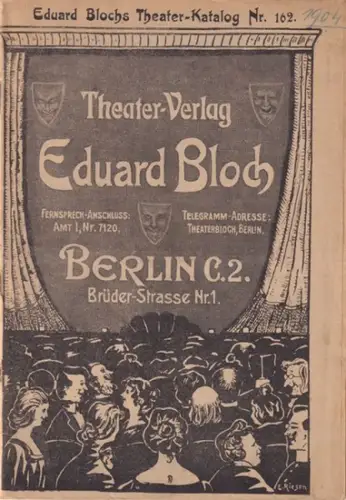 Eduard Blochs Theater-Katalog Nr. 162.
1904
Theater-Verlag
Eduard Bloch
FERNSPRECH-ANSCHLUSS:
AMT I, Nr. 7120.
TELEGRAMM-ADRESSE:
THEATERBLOCH, BERLIN.
BERLIN C.2.
Brüder-Strasse Nr.1.
C. Riesen